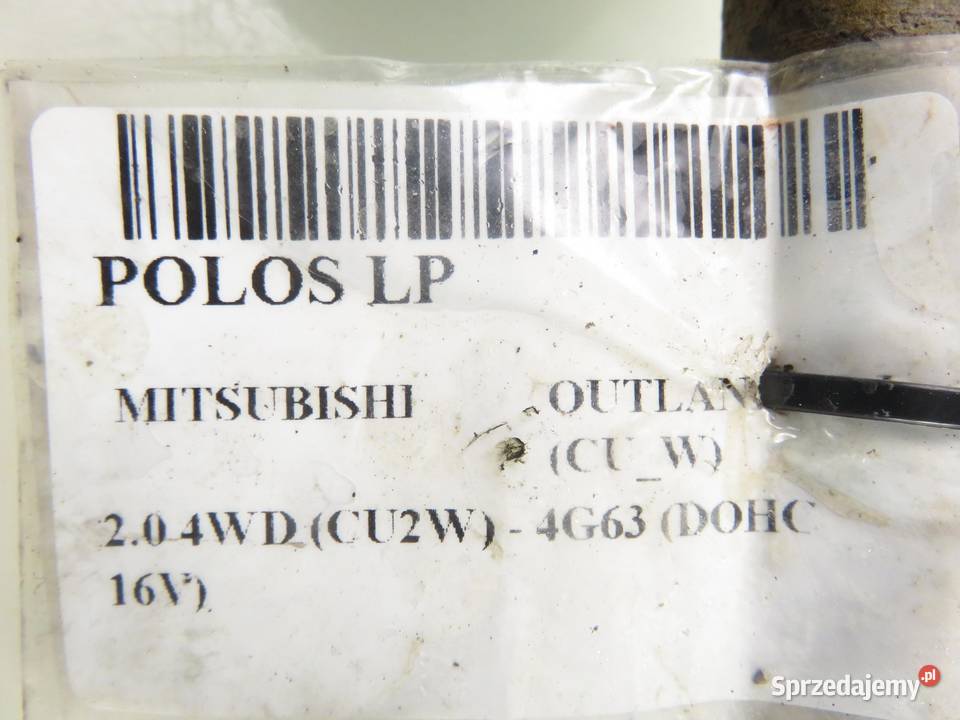 POLOS LP
MITSUBISHI OUTLAN
(CU_W)
2.0 4WD (CU2W) - 4G63 (DOHC
16V)
Sprzedajemy.pl